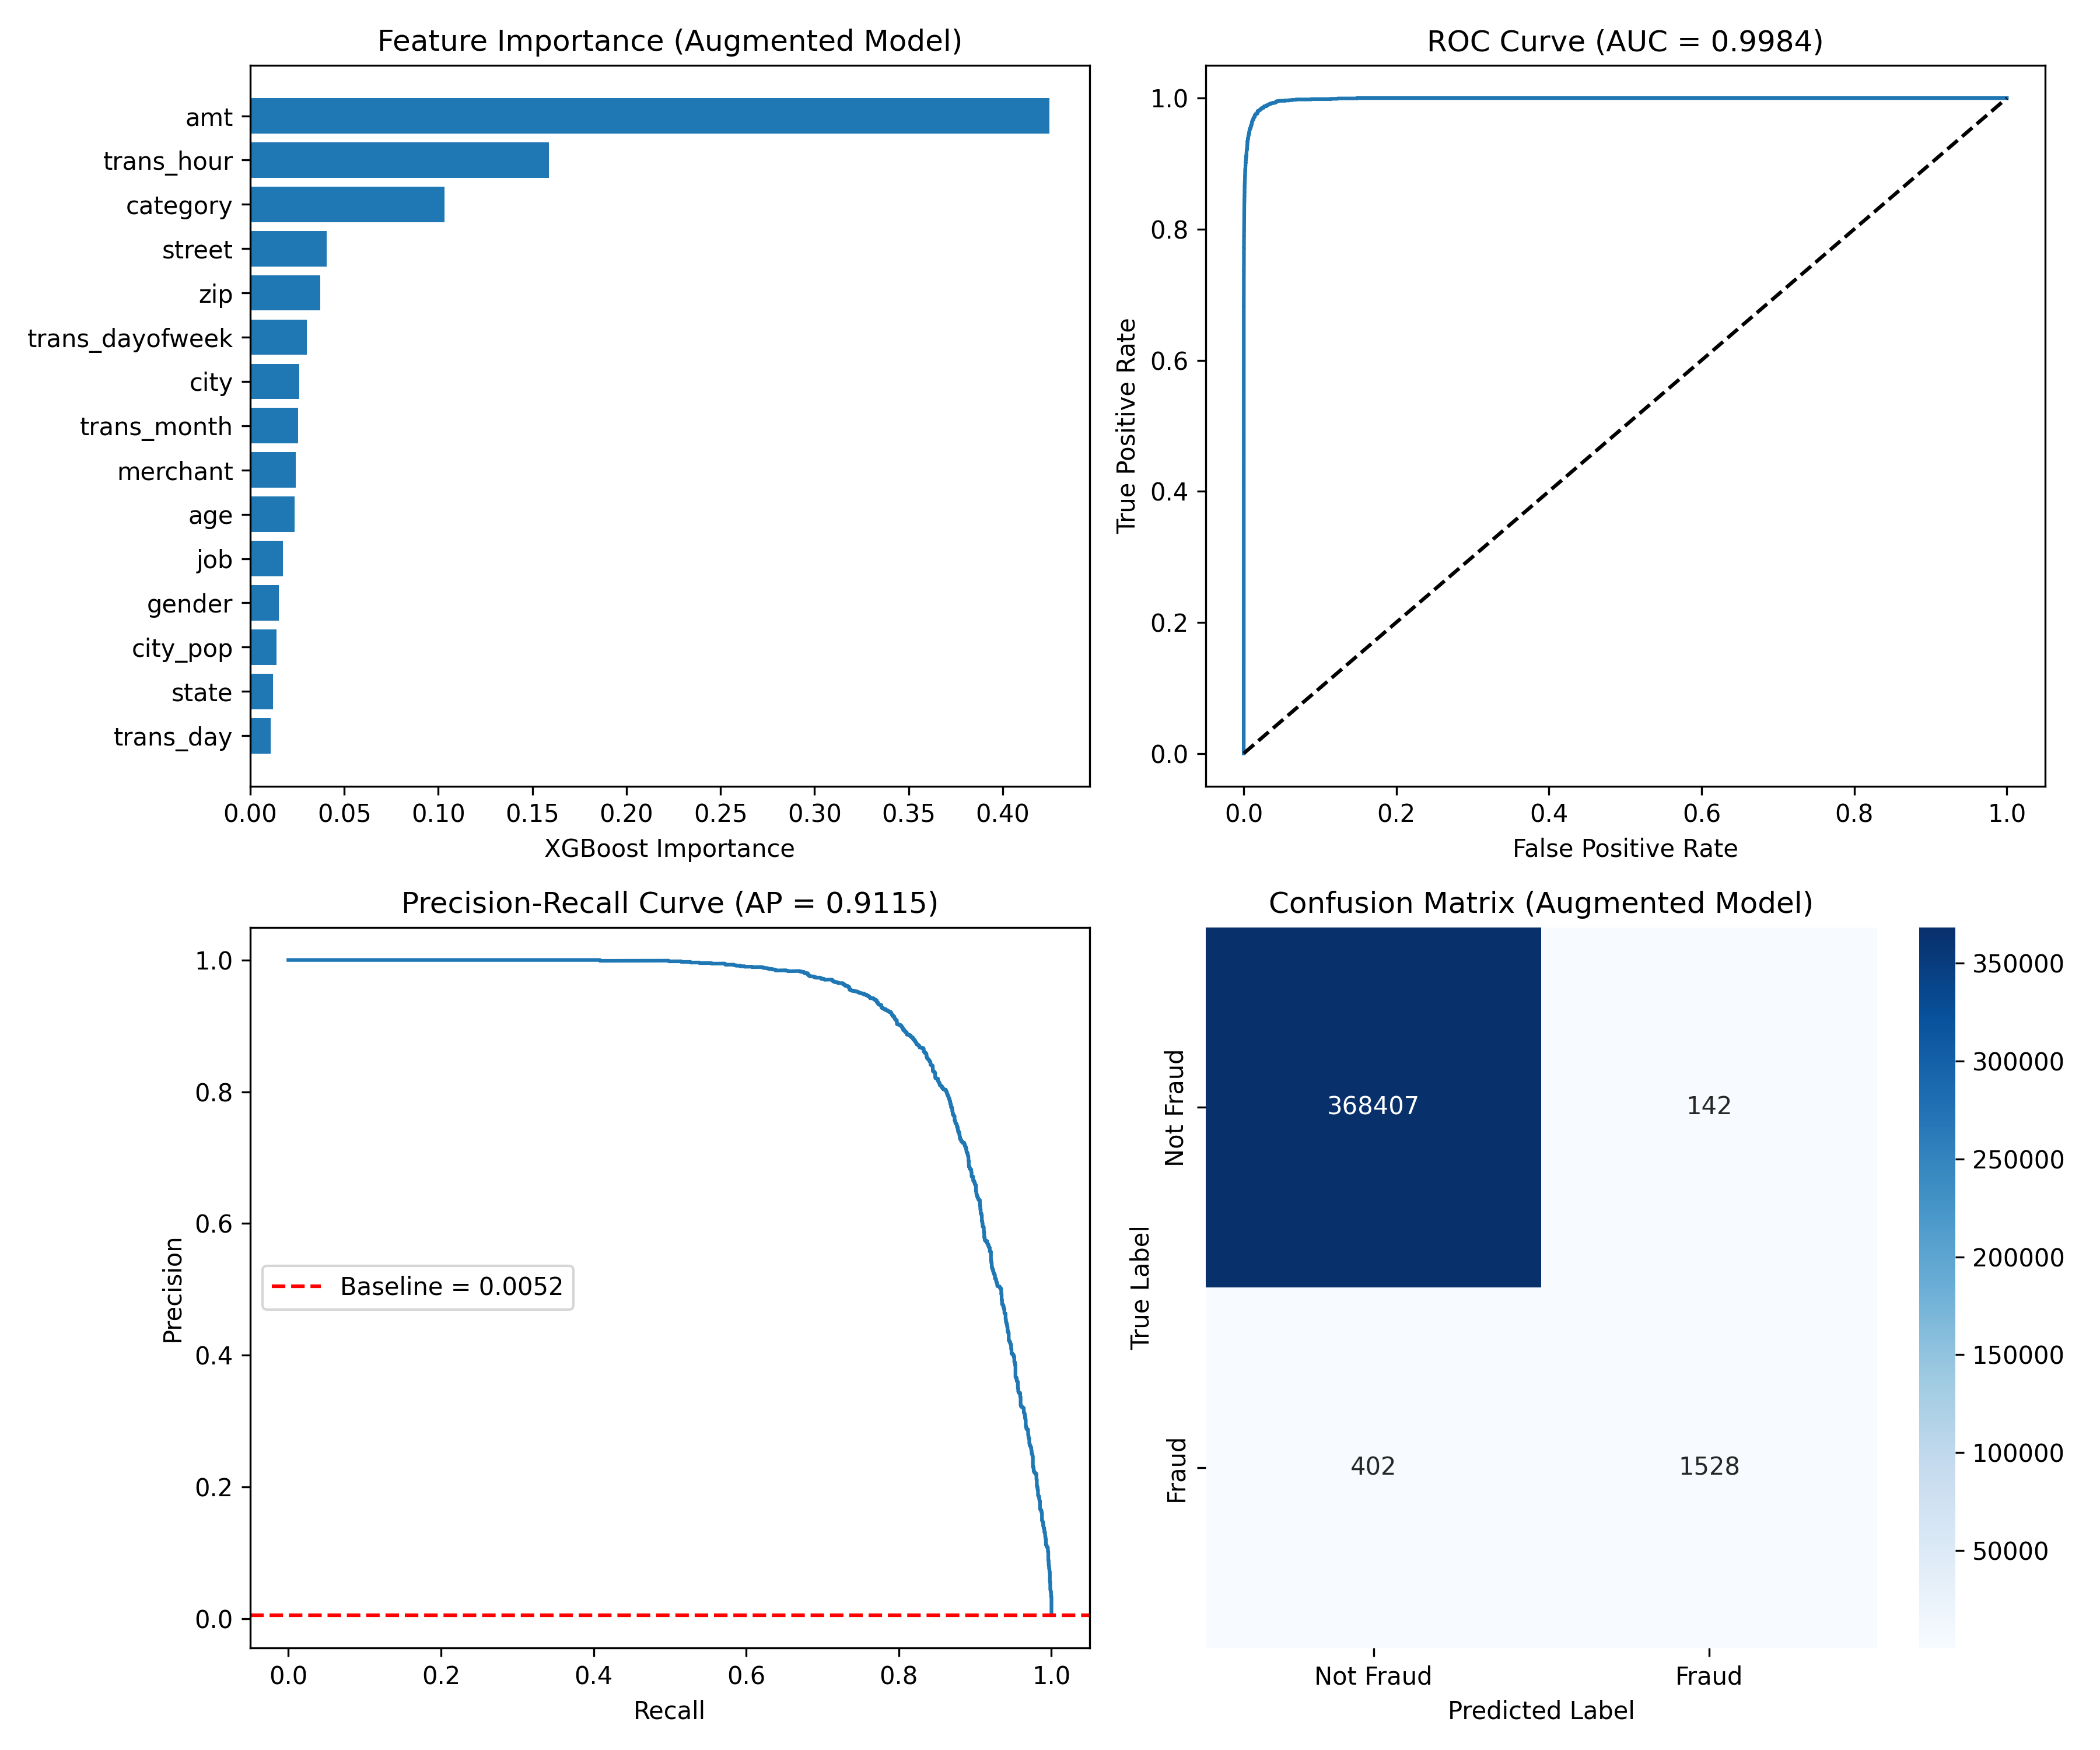 Feature Importance (Augmented Model)
amt
trans_hour
category
street
zip
trans_dayofweek
city
trans_month
merchant
age
job
gender
city_pop
state
trans_day
0.00 0.05 0.10 0.15 0.20 0.25 0.30 0.35 0.40
XGBoost Importance
ROC Curve (AUC = 0.9984)
True Positive Rate
1.0
0.8
0.6
0.4
0.2
0.0
0.0 0.2 0.4 0.6 0.8 1.0
False Positive Rate
Precision-Recall Curve (AP = 0.9115)
Precision
1.0
0.8
0.6
0.4
0.2
0.0
Baseline = 0.0052
0.0 0.2 0.4 0.6 0.8 1.0
Recall
Confusion Matrix (Augmented Model)
True Label
Not Fraud
Fraud
368407 142
402 1528
Not Fraud Fraud
Predicted Label
350000
300000
250000
200000
150000
100000
50000